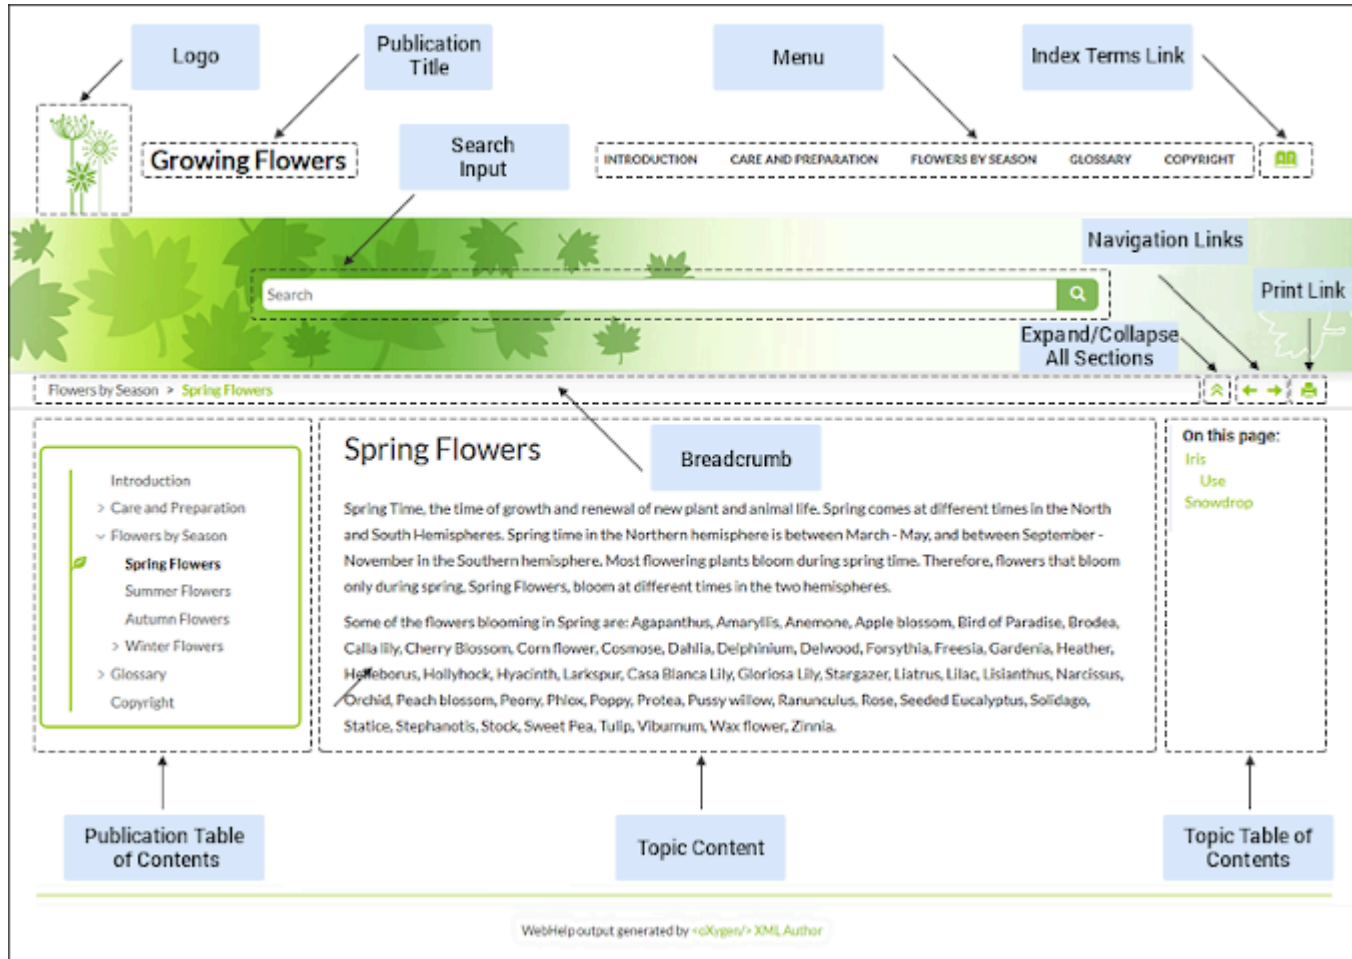 Logo
Publication
Title
Menu
Index Terms Link
Search
Input
Growing Flowers
INTRODUCTION CARE AND PREPARATION FLOWERS BY SEASON GLOSSARY COPYRIGHT
Navigation Links
Search
Print Link
Expand/Collapse
All Sections
Flowers by Season > Spring Flowers
Breadcrumb
Introduction
> Care and Preparation
Flowers by Season
Spring Flowers
Summer Flowers
Autumn Flowers
> Winter Flowers
> Glossary
Copyright
Spring Flowers
Spring Time, the time of growth and renewal of new plant and animal life. Spring comes at different times in the North
and South Hemispheres. Spring time in the Northern hemisphere is between March - May, and between September -
November in the Southern hemisphere. Most flowering plants bloom during spring time. Therefore, flowers that bloom
only during spring, Spring Flowers, bloom at different times in the two hemispheres.
Some of the flowers blooming in Spring are: Agapanthus, Amaryllis, Anemone, Apple blossom, Bird of Paradise, Brodea,
Calla lily, Cherry Blossom, Corn flower, Cosmose, Dahlia, Delphinium, Delwood, Forsythia, Freesia, Gardenia, Heather,
Helleborus, Hollyhock, Hyacinth, Larkspur, Casa Blanca Lily, Gloriosa Lily, Stargazer, Liatrus, Lilac, Lisianthus, Narcissus,
Orchid, Peach blossom, Peony, Phlox, Poppy, Protea, Pussy willow, Ranunculus, Rose, Seeded Eucalyptus, Solidago,
Statice, Stephanotis, Stock, Sweet Pea, Tulip, Viburnum, Wax flower, Zinnia.
On this page:
Iris
Use
Snowdrop
Publication Table
of Contents
Topic Content
Topic Table of
Contents
WebHelp output generated by <oXygen/> XML Author